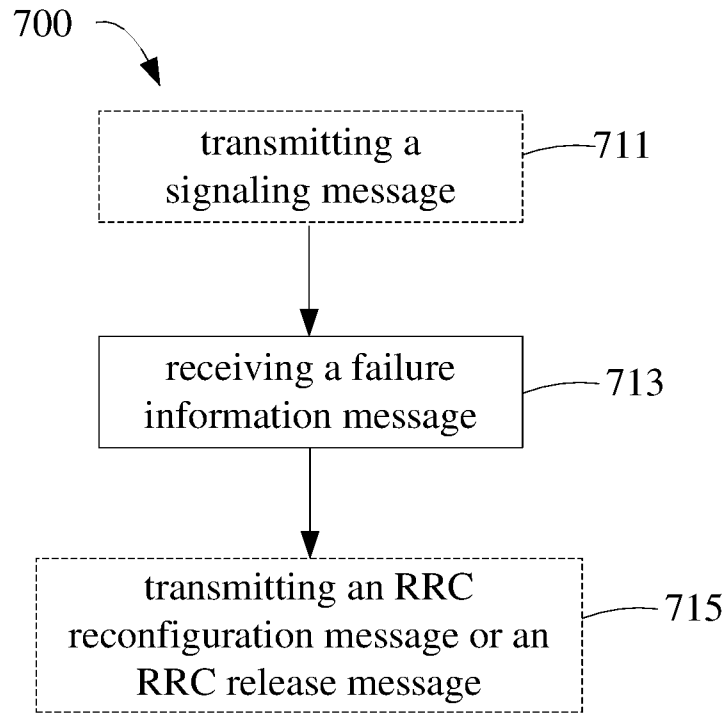 700
transmitting a
signaling message
711
receiving a failure
information message
713
transmitting an RRC
reconfiguration message or an
RRC release message
715